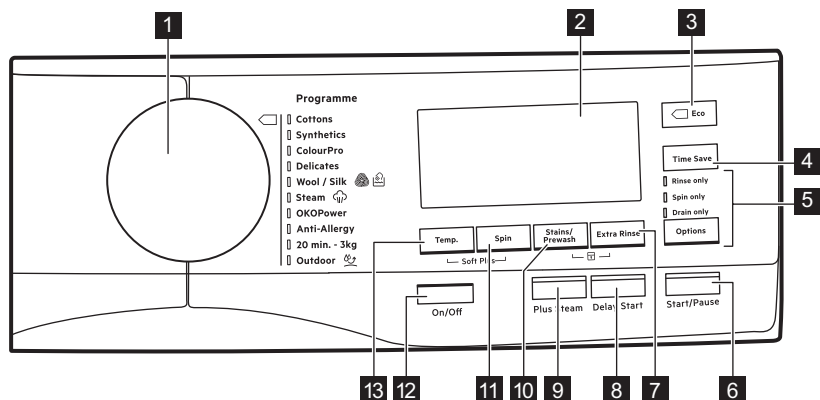 1
2
3
Programme
Cottons
Synthetics
ColourPro
Delicates
Wool / Silk
Steam
OKOPower
Anti-Allergy
20 min. - 3kg
Outdoor
Eco
Time Save
4
Rinse only
Spin only
Drain only
5
Options
Temp.
Spin
Stains/
Prewash
Extra Rinse
Soft Plus
On/Off
Plus Steam
Delay Start
Start/Pause
13
12
11
10
9
8
7
6